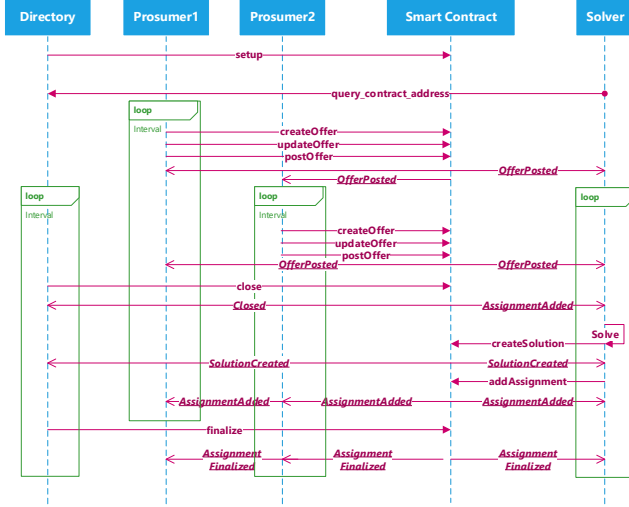 Directory
Prosumer1
Prosumer2
Smart Contract
Solver
setup
query_contract_address
loop
Interval
createOffer
updateOffer
postOffer
OfferPosted
OfferPosted
loop
Interval
loop
Interval
loop
createOffer
updateOffer
postOffer
OfferPosted
OfferPosted
close
Closed
AssignmentAdded
Solve
createSolution
SolutionCreated
SolutionCreated
addAssignment
AssignmentAdded
AssignmentAdded
AssignmentAdded
finalize
Assignment
Finalized
Assignment
Finalized
Assignment
Finalized